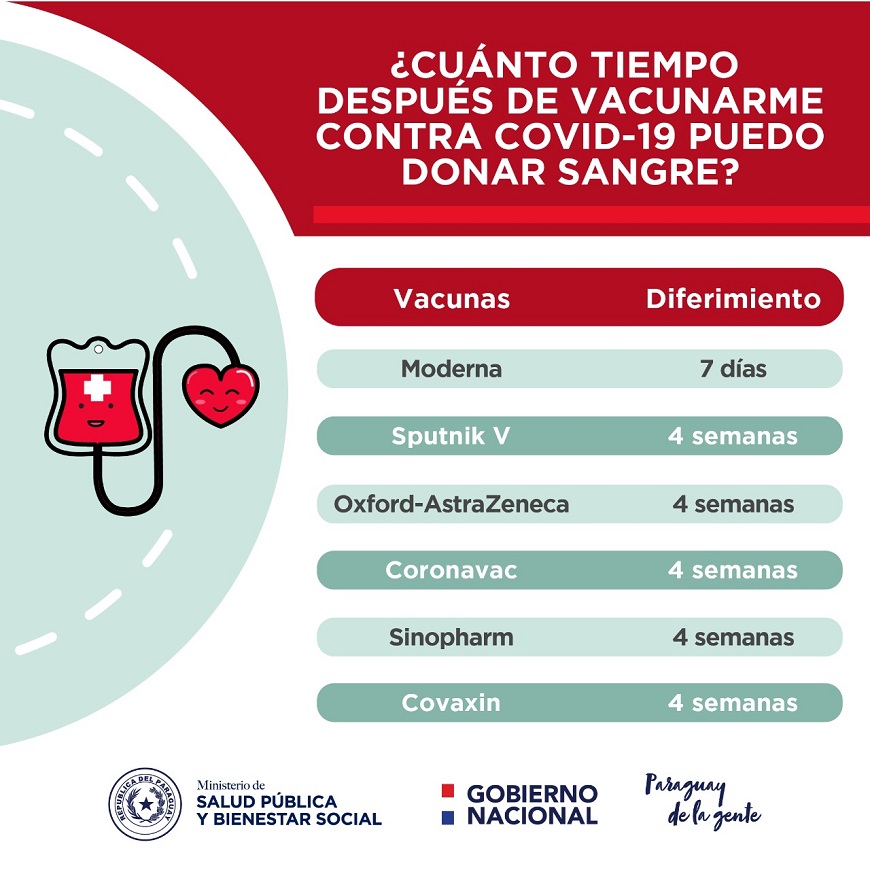 ¿CUÁNTO TIEMPO
DESPUÉS DE VACUNARME
CONTRA COVID-19 PUEDO
DONAR SANGRE?
Vacunas Diferimiento
Moderna 7 días
Sputnik V 4 semanas
Oxford-AstraZeneca 4 semanas
Coronavac 4 semanas
Sinopharm 4 semanas
Covaxin 4 semanas
REPUBLICA DEL PARAGUAY
Ministerio de
SALUD PÚBLICA
Y BIENESTAR SOCIAL
GOBIERNO
NACIONAL
Paraguay
de la gente